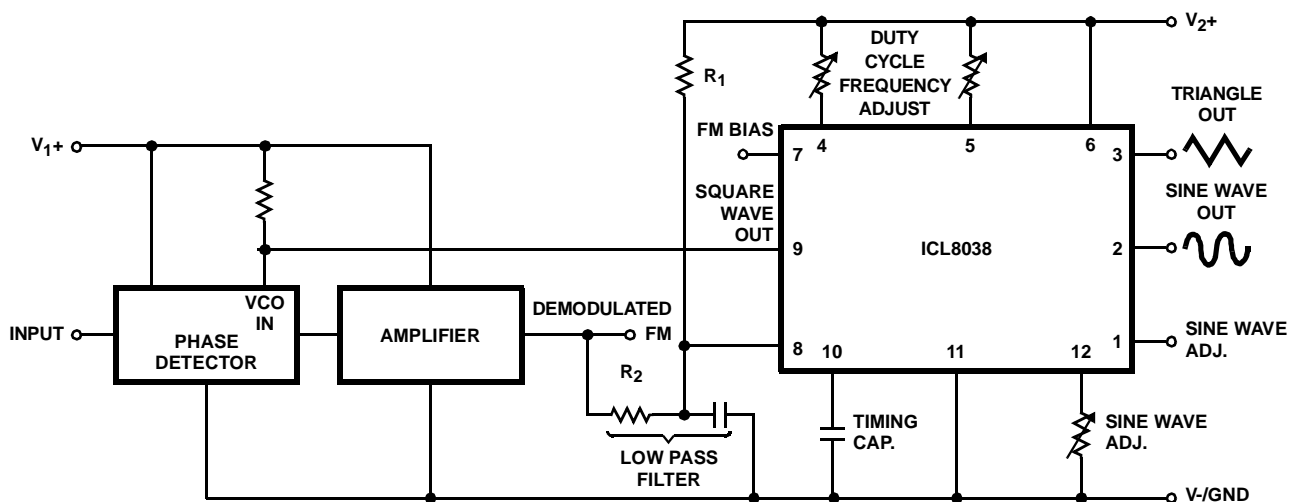 V2+
DUTY
CYCLE
FREQUENCY
ADJUST
R1
TRIANGLE
OUT
V1+
FM BIAS
7
4
5
6
3
SQUARE
WAVE
OUT
SINE WAVE
OUT
9
ICL8038
2
VCO
IN
INPUT
PHASE
DETECTOR
AMPLIFIER
DEMODULATED
FM
8
10
11
12
1
SINE WAVE
ADJ.
R2
LOW PASS
FILTER
TIMING
CAP.
SINE WAVE
ADJ.
V-/GND